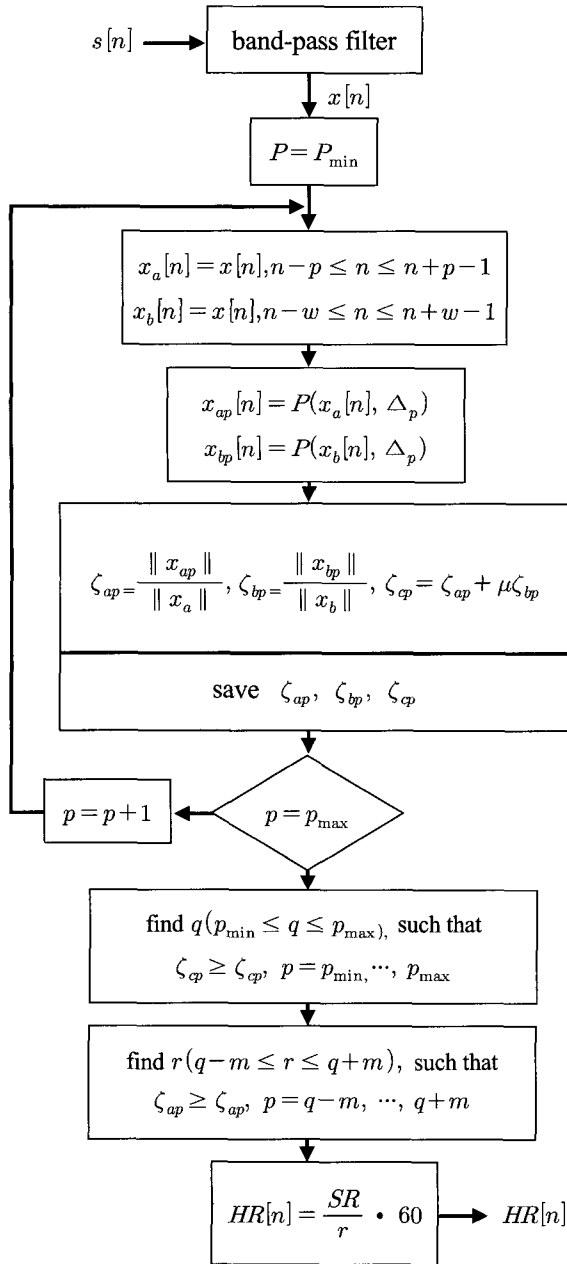 s[n]
band-pass filter
x[n]
P = P_min
x_a[n] = x[n], n − p ≤ n ≤ n + p − 1
x_b[n] = x[n], n − w ≤ n ≤ n + w − 1
x_ap[n] = P(x_a[n], Δ_p)
x_bp[n] = P(x_b[n], Δ_p)
ζ_ap = ‖ x_ap ‖ / ‖ x_a ‖, ζ_bp = ‖ x_bp ‖ / ‖ x_b ‖, ζ_cp = ζ_ap + μζ_bp
save ζ_ap, ζ_bp, ζ_cp
p = p + 1
p = p_max
find q(p_min ≤ q ≤ p_max), such that
ζ_cp ≥ ζ_cp, p = p_min, ⋯, p_max
find r(q − m ≤ r ≤ q + m), such that
ζ_ap ≥ ζ_ap, p = q − m, ⋯, q + m
HR[n] = SR / r • 60
HR[n]